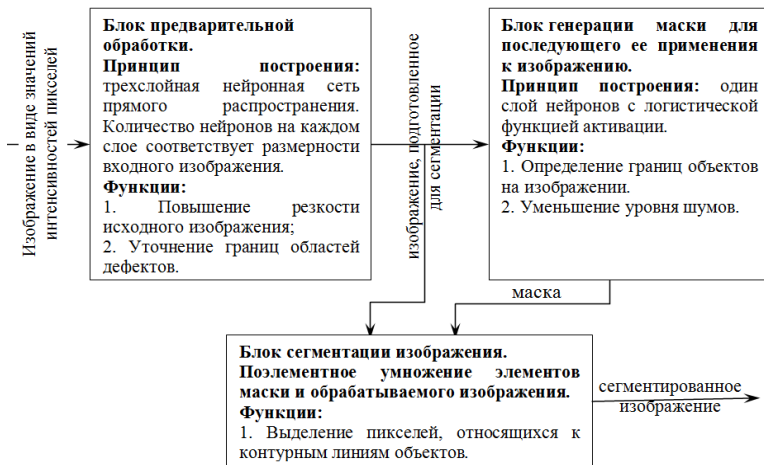 Изображение в виде значений
интенсивностей пикселей
Блок предварительной
обработки.
Принцип построения:
трехслойная нейронная сеть
прямого распространения.
Количество нейронов на каждом
слое соответствует размерности
входного изображения.
Функции:
1. Повышение резкости
исходного изображения;
2. Уточнение границ областей
дефектов.
изображение, подготовленное
для сегментации
Блок генерации маски для
последующего ее применения
к изображению.
Принцип построения: один
слой нейронов с логистической
функцией активации.
Функции:
1. Определение границ объектов
на изображении.
2. Уменьшение уровня шумов.
маска
Блок сегментации изображения.
Поэлементное умножение элементов
маски и обрабатываемого изображения.
Функции:
1. Выделение пикселей, относящихся к
контурным линиям объектов.
сегментированное
изображение